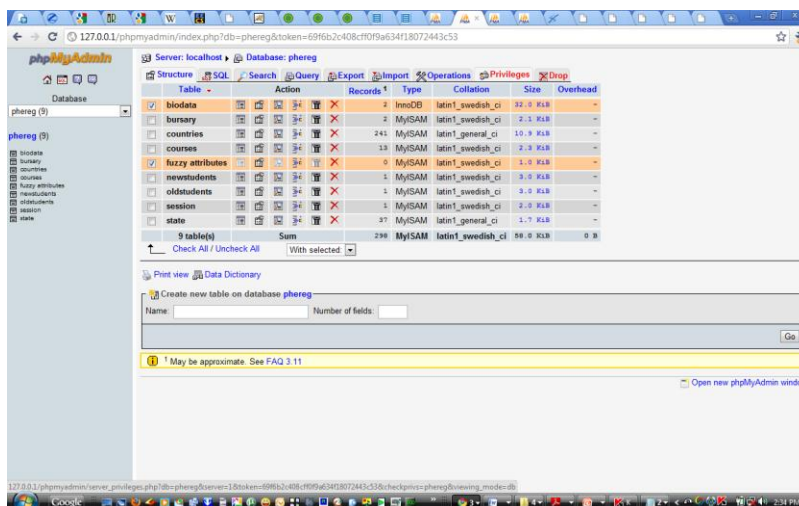 127.0.0.1/phpmyadmin/index.php?db=phereg&token=69f6b2c408cff0f9a634f18072443c53
phpMyAdmin
Database
phereg (9)
phereg (9)
biodata
bursary
countries
courses
fuzzy attributes
newstudents
oldstudents
session
state
Server: localhost Database: phereg
Structure SQL Search Query Export Import Operations Privileges Drop
Table Action Records 1 Type Collation Size Overhead
biodata 2 InnoDB latin1_swedish_ci 32.0 KiB -
bursary 2 MyISAM latin1_swedish_ci 2.1 KiB -
countries 241 MyISAM latin1_general_ci 10.9 KiB -
courses 13 MyISAM latin1_swedish_ci 2.3 KiB -
fuzzy attributes 0 MyISAM latin1_swedish_ci 1.0 KiB -
newstudents 1 MyISAM latin1_swedish_ci 3.0 KiB -
oldstudents 1 MyISAM latin1_swedish_ci 3.0 KiB -
session 1 MyISAM latin1_swedish_ci 2.0 KiB -
state 37 MyISAM latin1_general_ci 1.7 KiB -
9 table(s) Sum 298 MyISAM latin1_swedish_ci 58.0 KiB 0 B
Check All / Uncheck All With selected:
Print view Data Dictionary
Create new table on database phereg
Name: Number of fields:
Go
1 May be approximate. See FAQ 3.11
Open new phpMyAdmin wind
127.0.0.1/phpmyadmin/server_privileges.php?db=phereg&server=1&token=69f6b2c408cff0f9a634f18072443c53&checkprivs=phereg&viewing_mode=db
Google 2:34 PM